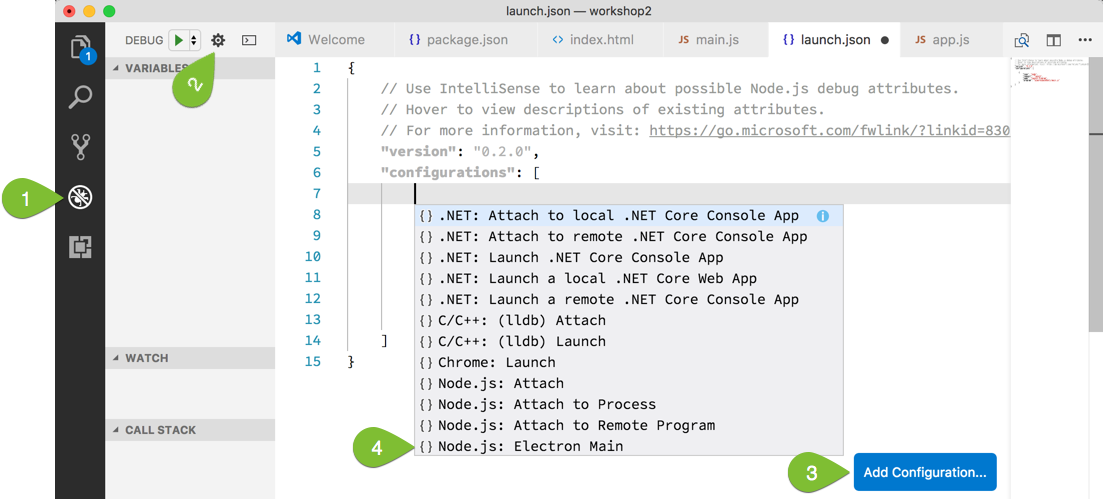 launch.json — workshop2
DEBUG
Welcome
{} package.json
<> index.html
JS main.js
{} launch.json
JS app.js
1
VARIABLES
2
WATCH
CALL STACK
1
1 {
2 // Use IntelliSense to learn about possible Node.js debug attributes.
3 // Hover to view descriptions of existing attributes.
4 // For more information, visit: https://go.microsoft.com/fwlink/?linkid=830
5 "version": "0.2.0",
6 "configurations": [
7
8 {} .NET: Attach to local .NET Core Console App
9 {} .NET: Attach to remote .NET Core Console App
10 {} .NET: Launch .NET Core Console App
11 {} .NET: Launch a local .NET Core Web App
12 {} .NET: Launch a remote .NET Core Console App
13 {} C/C++: (lldb) Attach
14 ] {} C/C++: (lldb) Launch
15 } {} Chrome: Launch
{} Node.js: Attach
{} Node.js: Attach to Process
{} Node.js: Attach to Remote Program
4 {} Node.js: Electron Main
3 Add Configuration...